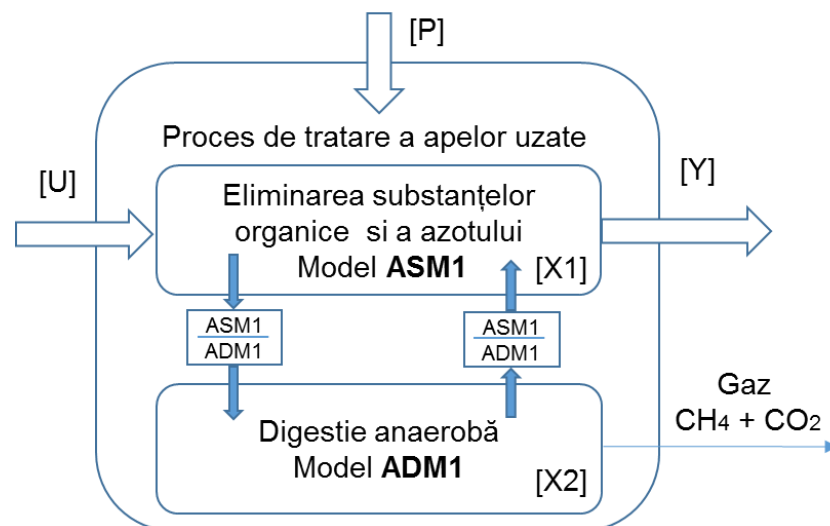 [P]
Proces de tratare a apelor uzate
[U]
[Y]
Eliminarea substanțelor
organice si a azotului
Model ASM1
[X1]
ASM1
ADM1
ASM1
ADM1
Gaz
CH4 + CO2
Digestie anaerobă
Model ADM1
[X2]